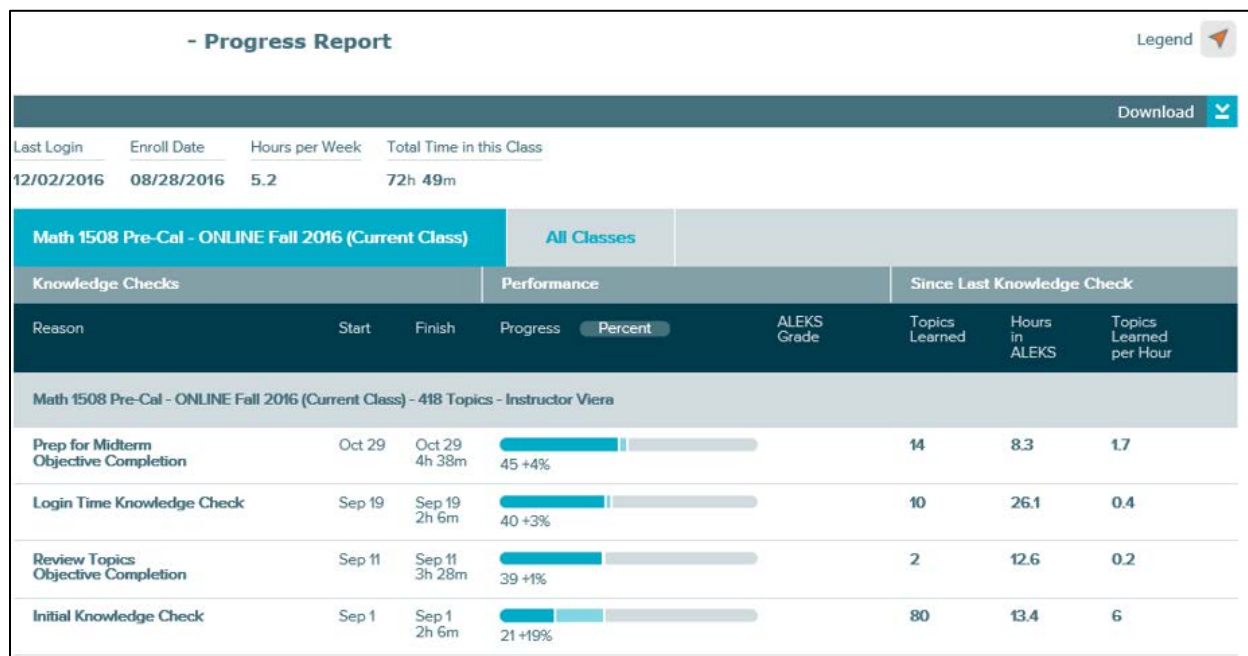 - Progress Report
Legend
Download
Last Login Enroll Date Hours per Week Total Time in this Class
12/02/2016 08/28/2016 5.2 72h 49m
Math 1508 Pre-Cal - ONLINE Fall 2016 (Current Class) All Classes
Knowledge Checks Performance Since Last Knowledge Check
Reason Start Finish Progress Percent ALEKS Grade Topics Learned Hours in ALEKS Topics Learned per Hour
Math 1508 Pre-Cal - ONLINE Fall 2016 (Current Class) - 418 Topics - Instructor Viera
Prep for Midterm Oct 29 Oct 29 14 8.3 1.7
Objective Completion 4h 38m 45 +4%
Login Time Knowledge Check Sep 19 Sep 19 10 26.1 0.4
2h 6m 40 +3%
Review Topics Sep 11 Sep 11 2 12.6 0.2
Objective Completion 3h 28m 39 +1%
Initial Knowledge Check Sep 1 Sep 1 80 13.4 6
2h 6m 21 +19%